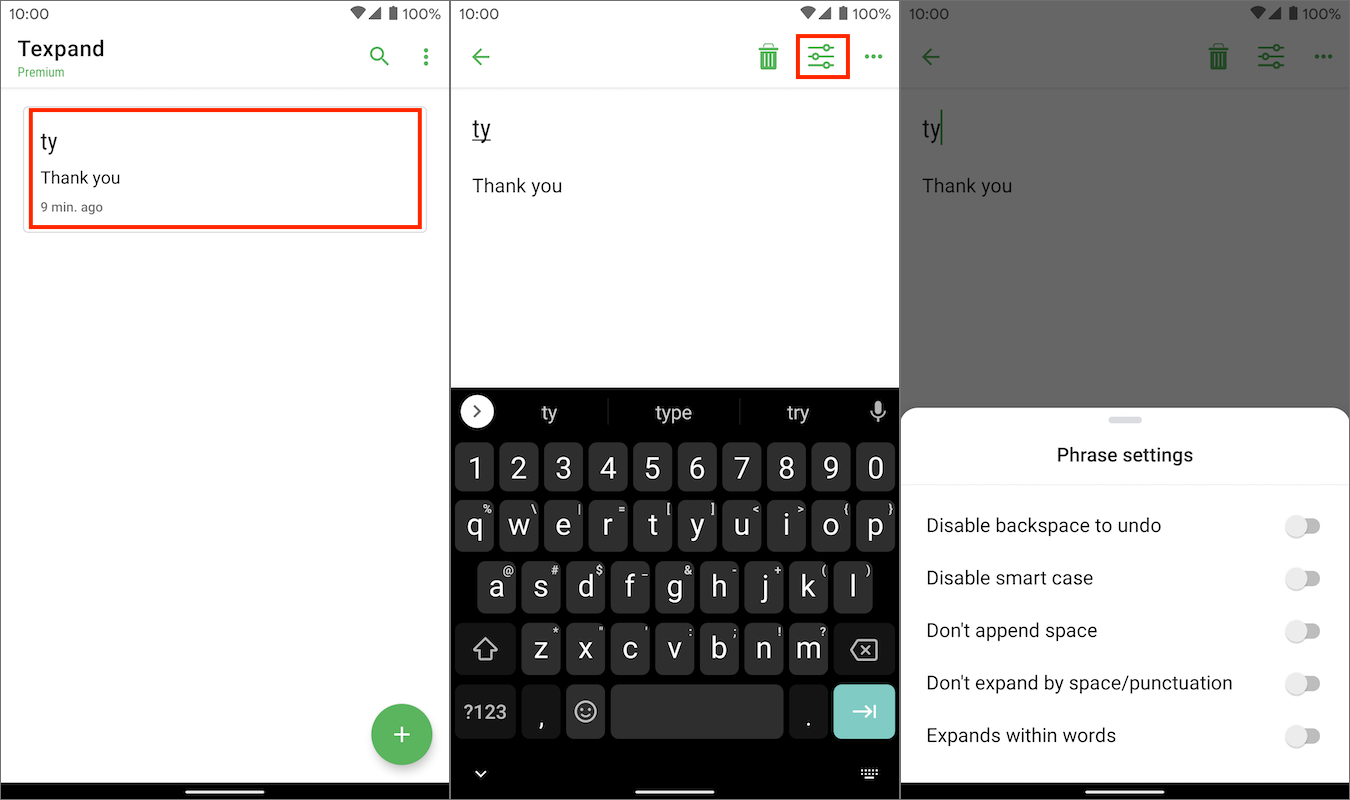 10:00 100%
Texpand
Premium
ty
Thank you
9 min. ago
+
10:00 100%
ty
Thank you
ty type try
1 2 3 4 5 6 7 8 9 0
% \ | = [ ] < > { }
q w e r t y u i o p
@ # $ _ & - + ( )
a s d f g h j k l
* " ' : ; ! ?
z x c v b n m
?123 , .
10:00 100%
ty
Thank you
Phrase settings
Disable backspace to undo
Disable smart case
Don't append space
Don't expand by space/punctuation
Expands within words